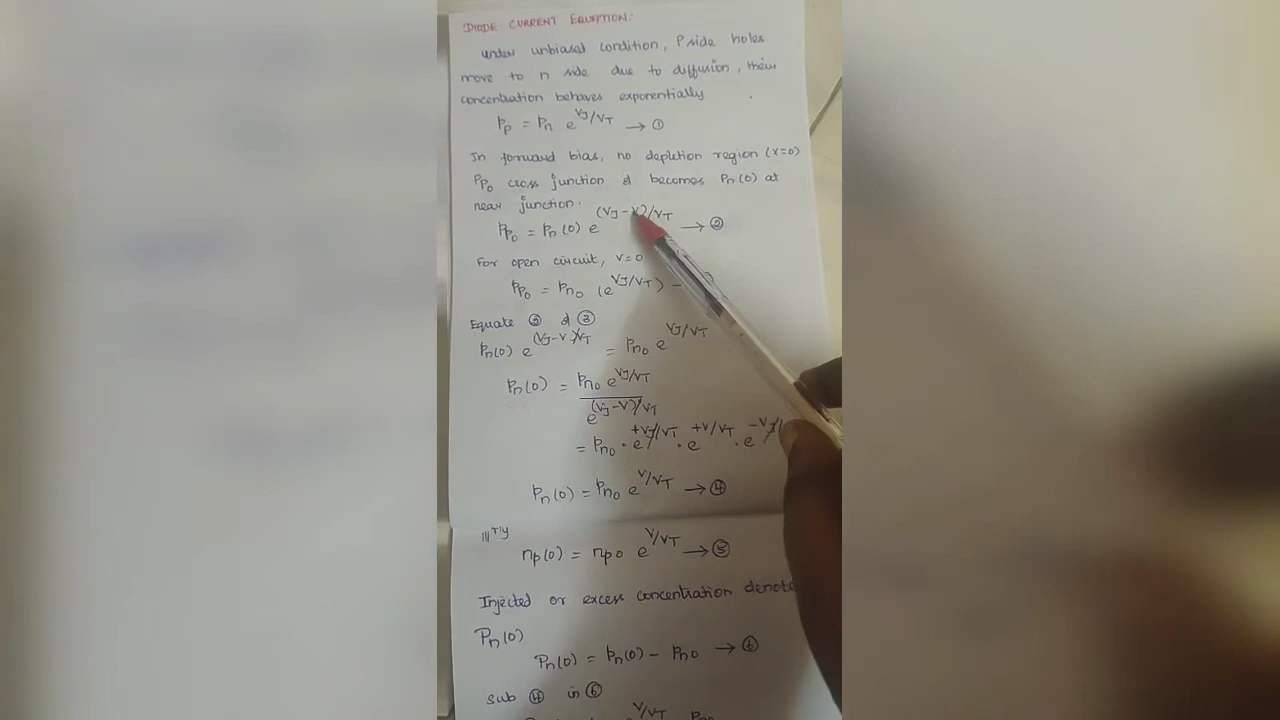 DIODE CURRENT EQUATION:
under unbiased condition, P side holes
move to n side due to diffusion, their
concentration behaves exponentially
Pp = Pn e^VJ/VT → ①
In forward bias, no depletion region (x=0)
PP0 cross junction & becomes Pn(0) at
near junction.
PP0 = Pn(0) e^(VJ-V)/VT → ②
For open circuit, V=0
PP0 = Pn0 (e^VJ/VT) -
Equate ② & ③
Pn(0) e^(VJ-V)/VT = Pn0 e^VJ/VT
Pn(0) = Pn0 e^VJ/VT
e^(VJ-V)/VT
= Pn0 · e^+VJ/VT · e^+V/VT · e^-VJ/
Pn(0) = Pn0 e^V/VT → ④
|||rly
np(0) = np0 e^V/VT → ⑤
Injected or excess concentration denot
Pn(0)
Pn(0) = Pn(0) - Pn0 → ⑥
sub ④ in ⑥
V/VT